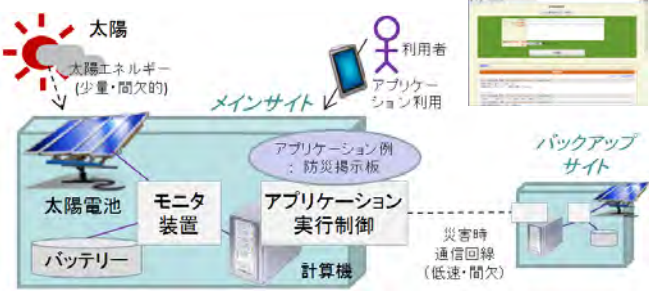 太陽
太陽エネルギー
(少量・間欠的)
利用者
アプリケー
ション利用
メインサイト
アプリケーション例
：防災掲示板
バックアップ
サイト
太陽電池
モニタ
装置
アプリケーション
実行制御
バッテリー
計算機
災害時
通信回線
(低速・間欠)